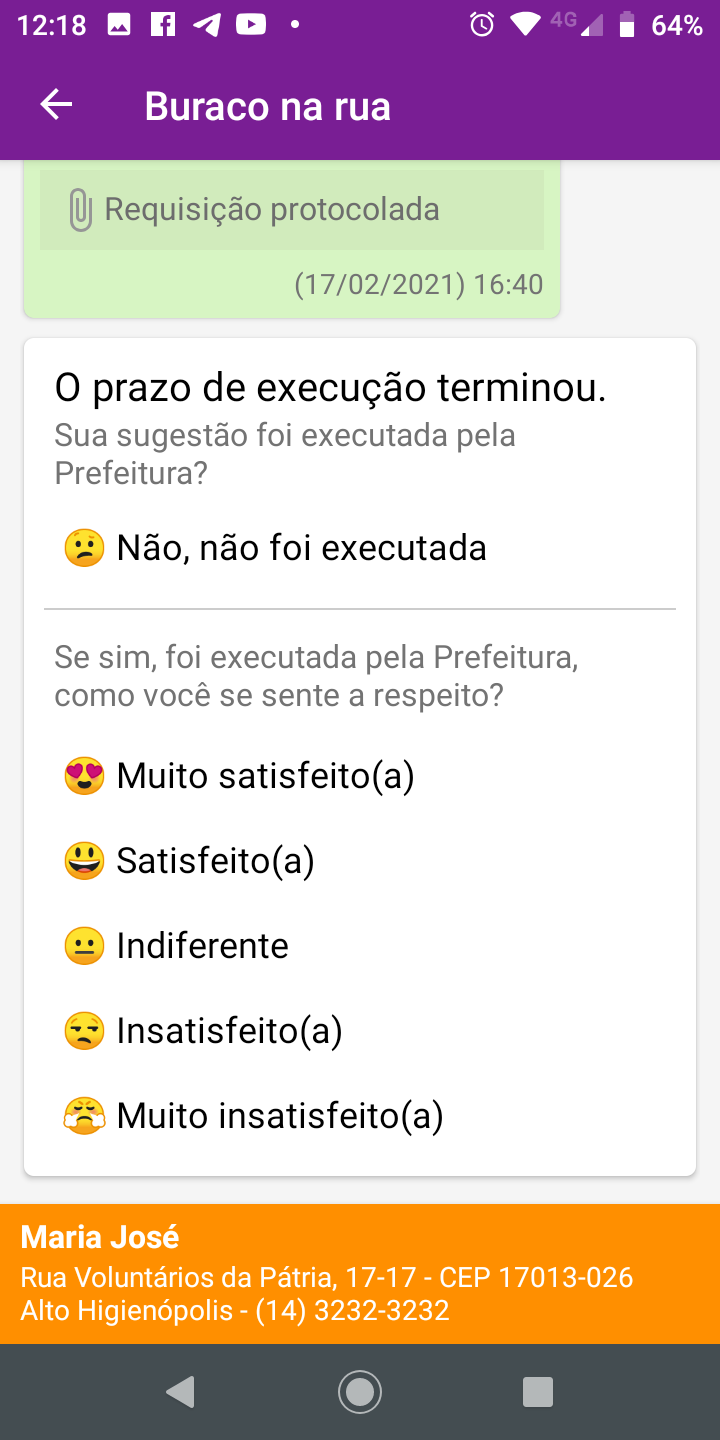 12:18
4G
64%
Buraco na rua
Requisição protocolada
(17/02/2021) 16:40
O prazo de execução terminou.
Sua sugestão foi executada pela
Prefeitura?
Não, não foi executada
Se sim, foi executada pela Prefeitura,
como você se sente a respeito?
Muito satisfeito(a)
Satisfeito(a)
Indiferente
Insatisfeito(a)
Muito insatisfeito(a)
Maria José
Rua Voluntários da Pátria, 17-17 - CEP 17013-026
Alto Higienópolis - (14) 3232-3232